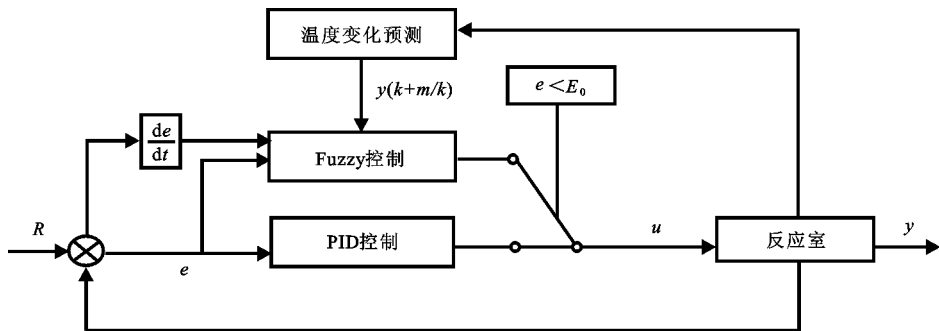 温度变化预测
y(k+m/k)
e＜E₀
de
dt
Fuzzy控制
R
e
PID控制
u
反应室
y